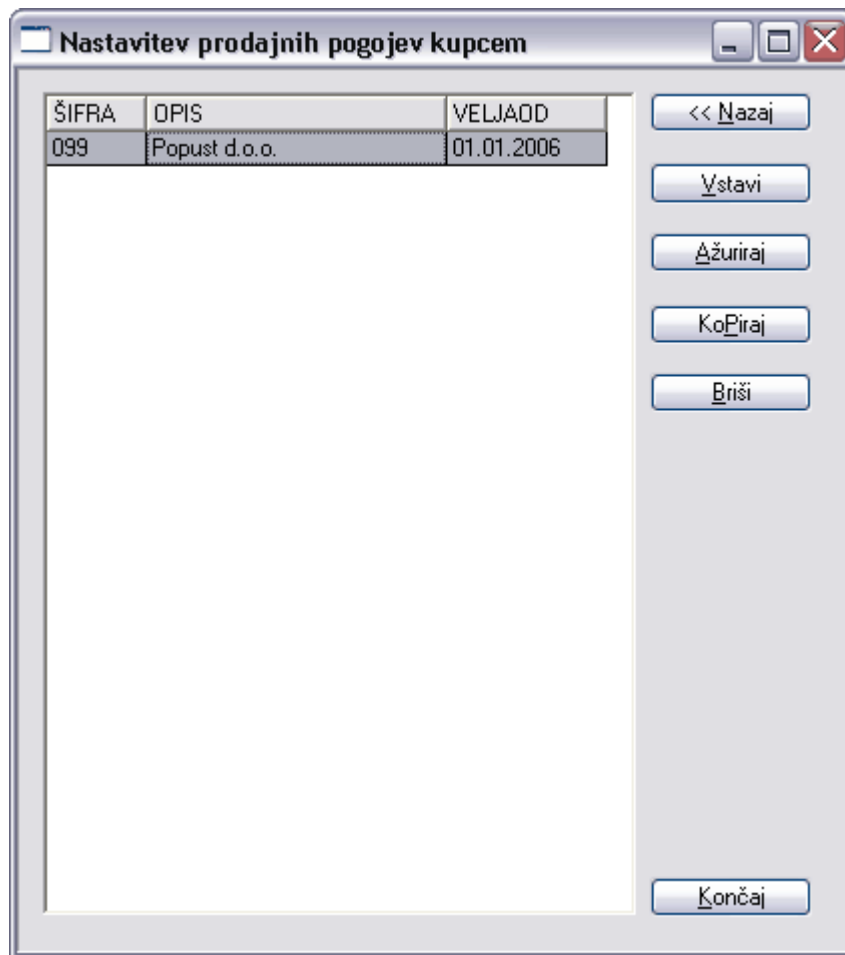 Nastavitev prodajnih pogojev kupcem
ŠIFRA OPIS VELJAOD
099 Popust d.o.o. 01.01.2006
<< Nazaj
Vstavi
Ažuriraj
KoPiraj
Briši
Končaj